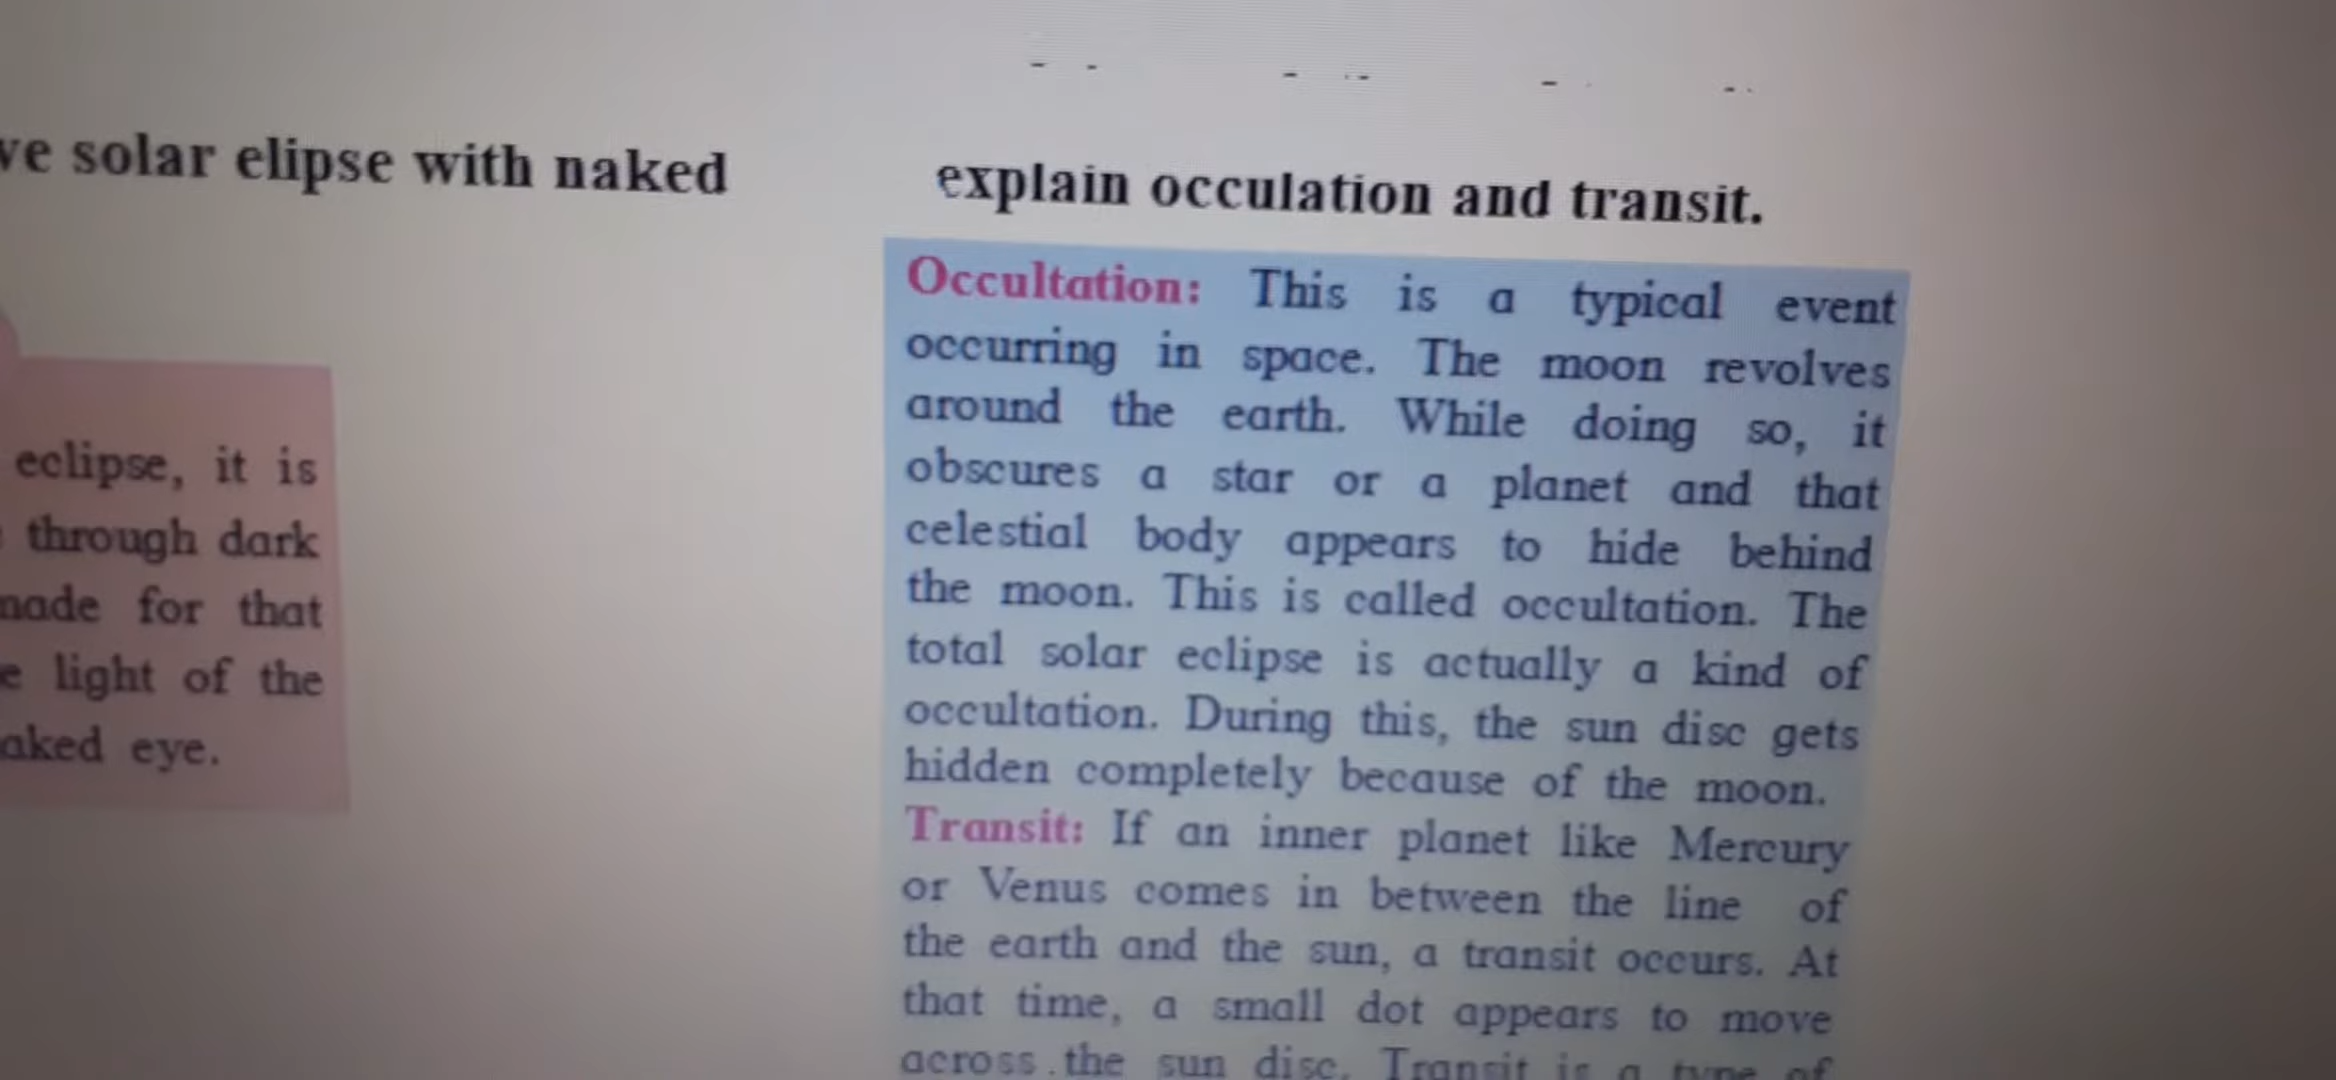 ve solar elipse with naked
eclipse, it is
through dark
made for that
e light of the
aked eye.
explain occulation and transit.
Occultation: This is a typical event
occurring in space. The moon revolves
around the earth. While doing so, it
obscures a star or a planet and that
celestial body appears to hide behind
the moon. This is called occultation. The
total solar eclipse is actually a kind of
occultation. During this, the sun disc gets
hidden completely because of the moon.
Transit: If an inner planet like Mercury
or Venus comes in between the line of
the earth and the sun, a transit occurs. At
that time, a small dot appears to move
across the sun disc. Transit is a type of